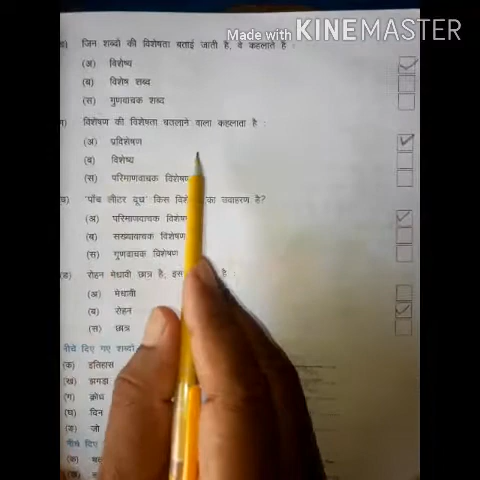 Made with KINEMASTER
जिन शब्दों की विशेषता बताई जाती है, वे कहलाते हैं :
(अ) विशेष्य
(ब) विशेष शब्द
(स) गुणवाचक शब्द
विशेषण की विशेषता बतलाने वाला कहलाता है :
(अ) प्रविशेषण
(ब) विशेष्य
(स) परिमाणवाचक विशेषण
'पाँच लीटर दूध' किस का उदाहरण है?
(अ) परिमाणवाचक
(ब) संख्यावाचक विशेषण
(स) गुणवाचक विशेषण
(ङ) रोहन मेधावी छात्र है, इस है :
(अ) मेधावी
(ब) रोहन
(स) छात्र
नीचे दिए गए शब्दों
(क) इतिहास
(ख) झगड़ा
(ग) क्रोध
(घ) दिन
(ङ) जो
नीचे दिए
(क)
(ख)